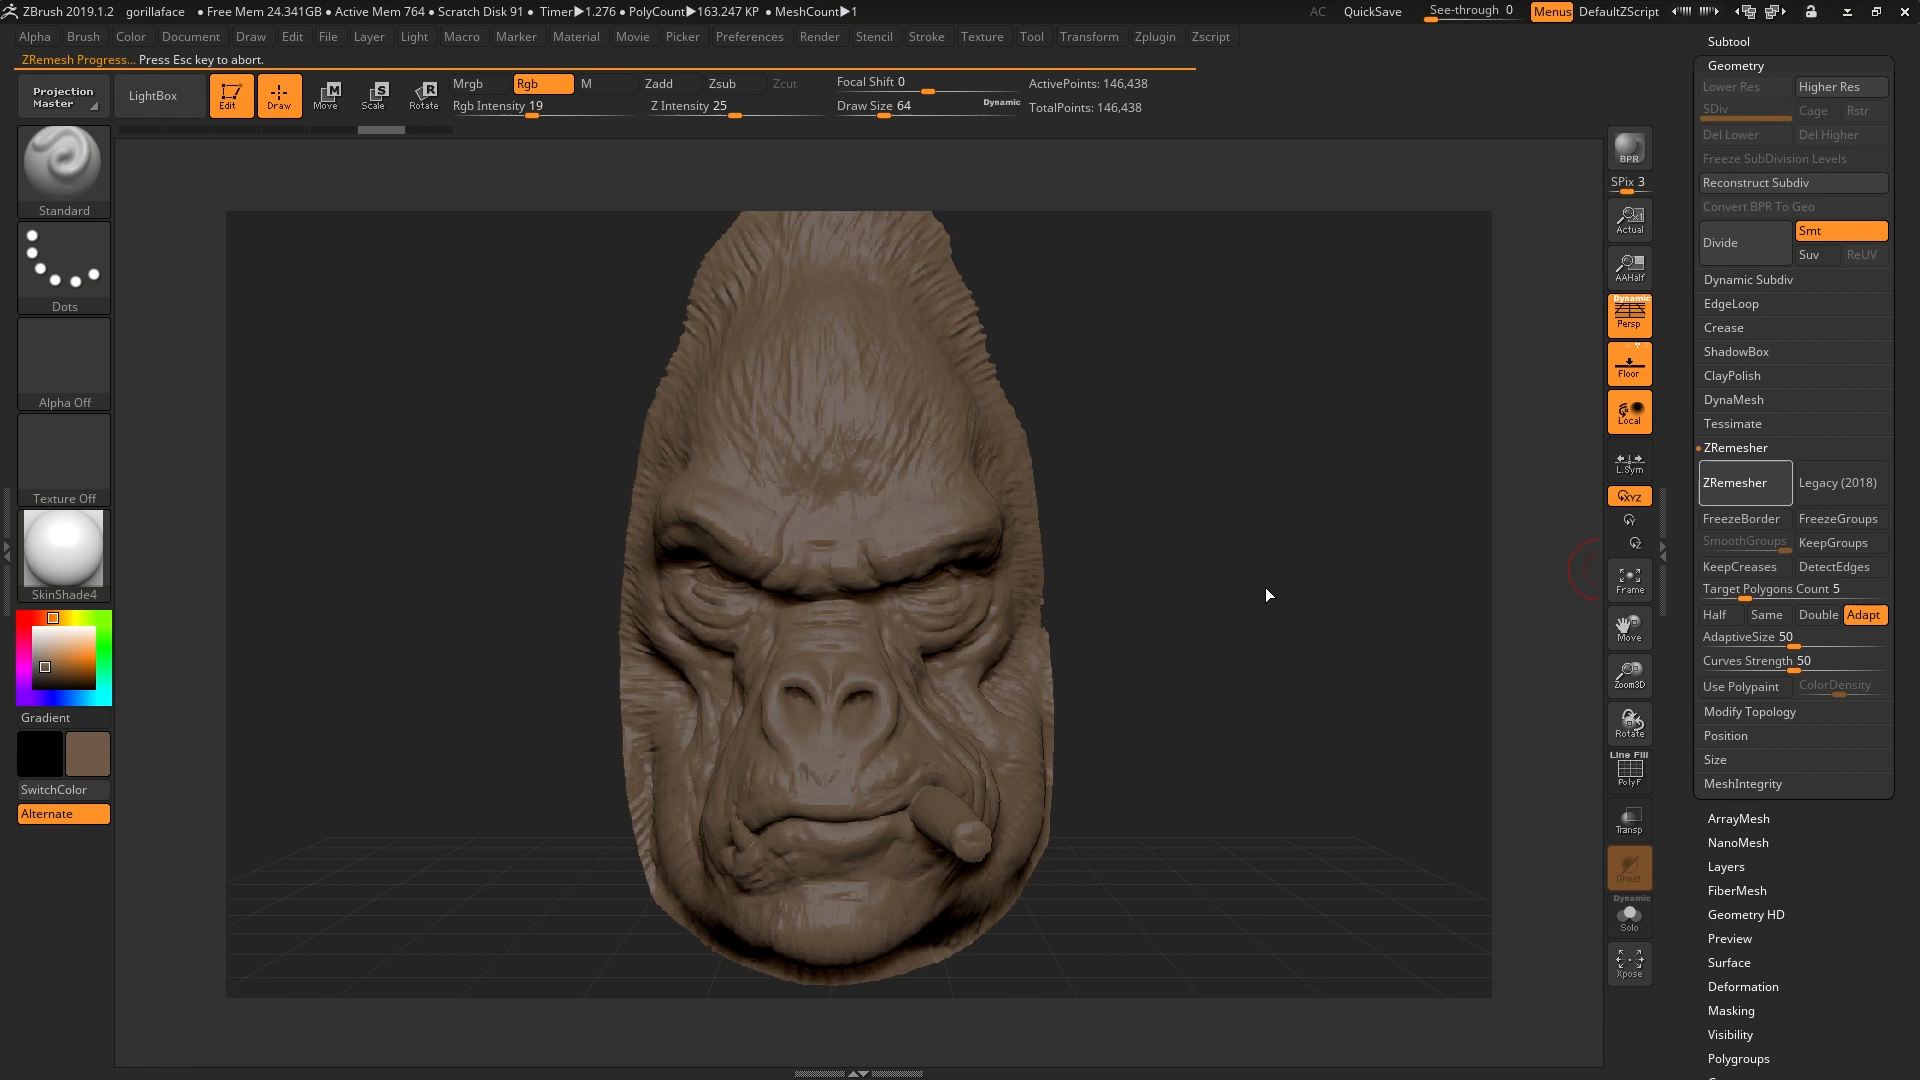 ZBrush 2019.1.2 gorillaface • Free Mem 24.341GB • Active Mem 764 • Scratch Disk 91 • Timer▶1.276 • PolyCount▶163.247 KP • MeshCount▶1 AC QuickSave See-through 0 Menus DefaultZScript
Alpha Brush Color Document Draw Edit File Layer Light Macro Marker Material Movie Picker Preferences Render Stencil Stroke Texture Tool Transform Zplugin Zscript
ZRemesh Progress... Press Esc key to abort.
Projection Master
LightBox
Edit
Draw
M Move
S Scale
R Rotate
Mrgb Rgb M Zadd Zsub Zcut
Rgb Intensity 19 Z Intensity 25
Focal Shift 0
Draw Size 64 Dynamic
ActivePoints: 146,438
TotalPoints: 146,438
Standard
Dots
Alpha Off
Texture Off
SkinShade4
Gradient
SwitchColor
Alternate
BPR
SPix 3
Actual
AAHalf
Dynamic
Persp
Floor
Local
L.Sym
XYZ
Y
Z
Frame
Move
Zoom3D
Rotate
Line Fill
PolyF
Transp
Ghost
Dynamic
Solo
Xpose
Subtool
Geometry
Lower Res Higher Res
SDiv Cage Rstr
Del Lower Del Higher
Freeze SubDivision Levels
Reconstruct Subdiv
Convert BPR To Geo
Divide Smt
Suv ReUV
Dynamic Subdiv
EdgeLoop
Crease
ShadowBox
ClayPolish
DynaMesh
Tessimate
ZRemesher
ZRemesher Legacy (2018)
FreezeBorder FreezeGroups
SmoothGroups KeepGroups
KeepCreases DetectEdges
Target Polygons Count 5
Half Same Double Adapt
AdaptiveSize 50
Curves Strength 50
Use Polypaint ColorDensity
Modify Topology
Position
Size
MeshIntegrity
ArrayMesh
NanoMesh
Layers
FiberMesh
Geometry HD
Preview
Surface
Deformation
Masking
Visibility
Polygroups